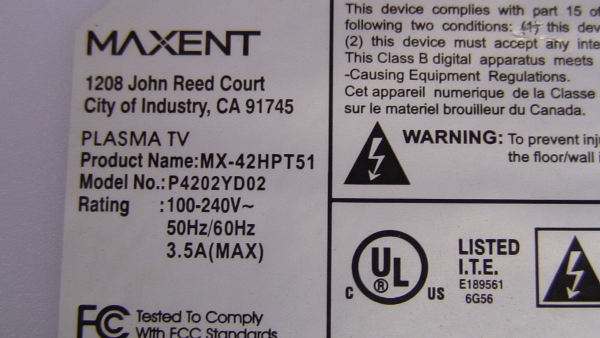 MAXENT
1208 John Reed Court
City of Industry, CA 91745
PLASMA TV
Product Name:MX-42HPT51
Model No.:P4202YD02
Rating :100-240V~
50Hz/60Hz
3.5A(MAX)
FC Tested To Comply
With FCC Standards
This device complies with part 15 of
following two conditions: (1) this
(2) this device must accept any
This Class B digital apparatus meets
-Causing Equipment Regulations.
Cet appareil numerique de la Classe
sur le materiel brouilleur du Canada.
WARNING: To prevent
the floor/wall
C UL ® US
LISTED
I.T.E.
E189561
6G56